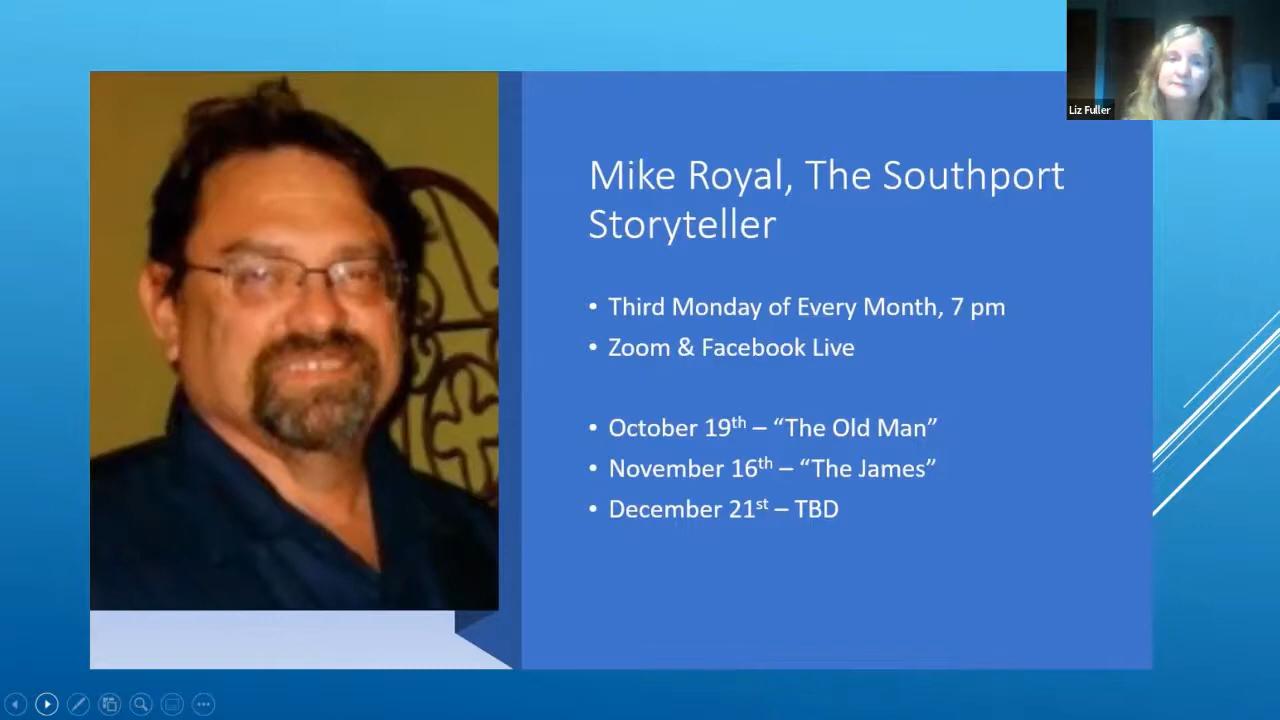 Liz Fuller
Mike Royal, The Southport
Storyteller
• Third Monday of Every Month, 7 pm
• Zoom & Facebook Live
• October 19th – “The Old Man”
• November 16th – “The James”
• December 21st – TBD